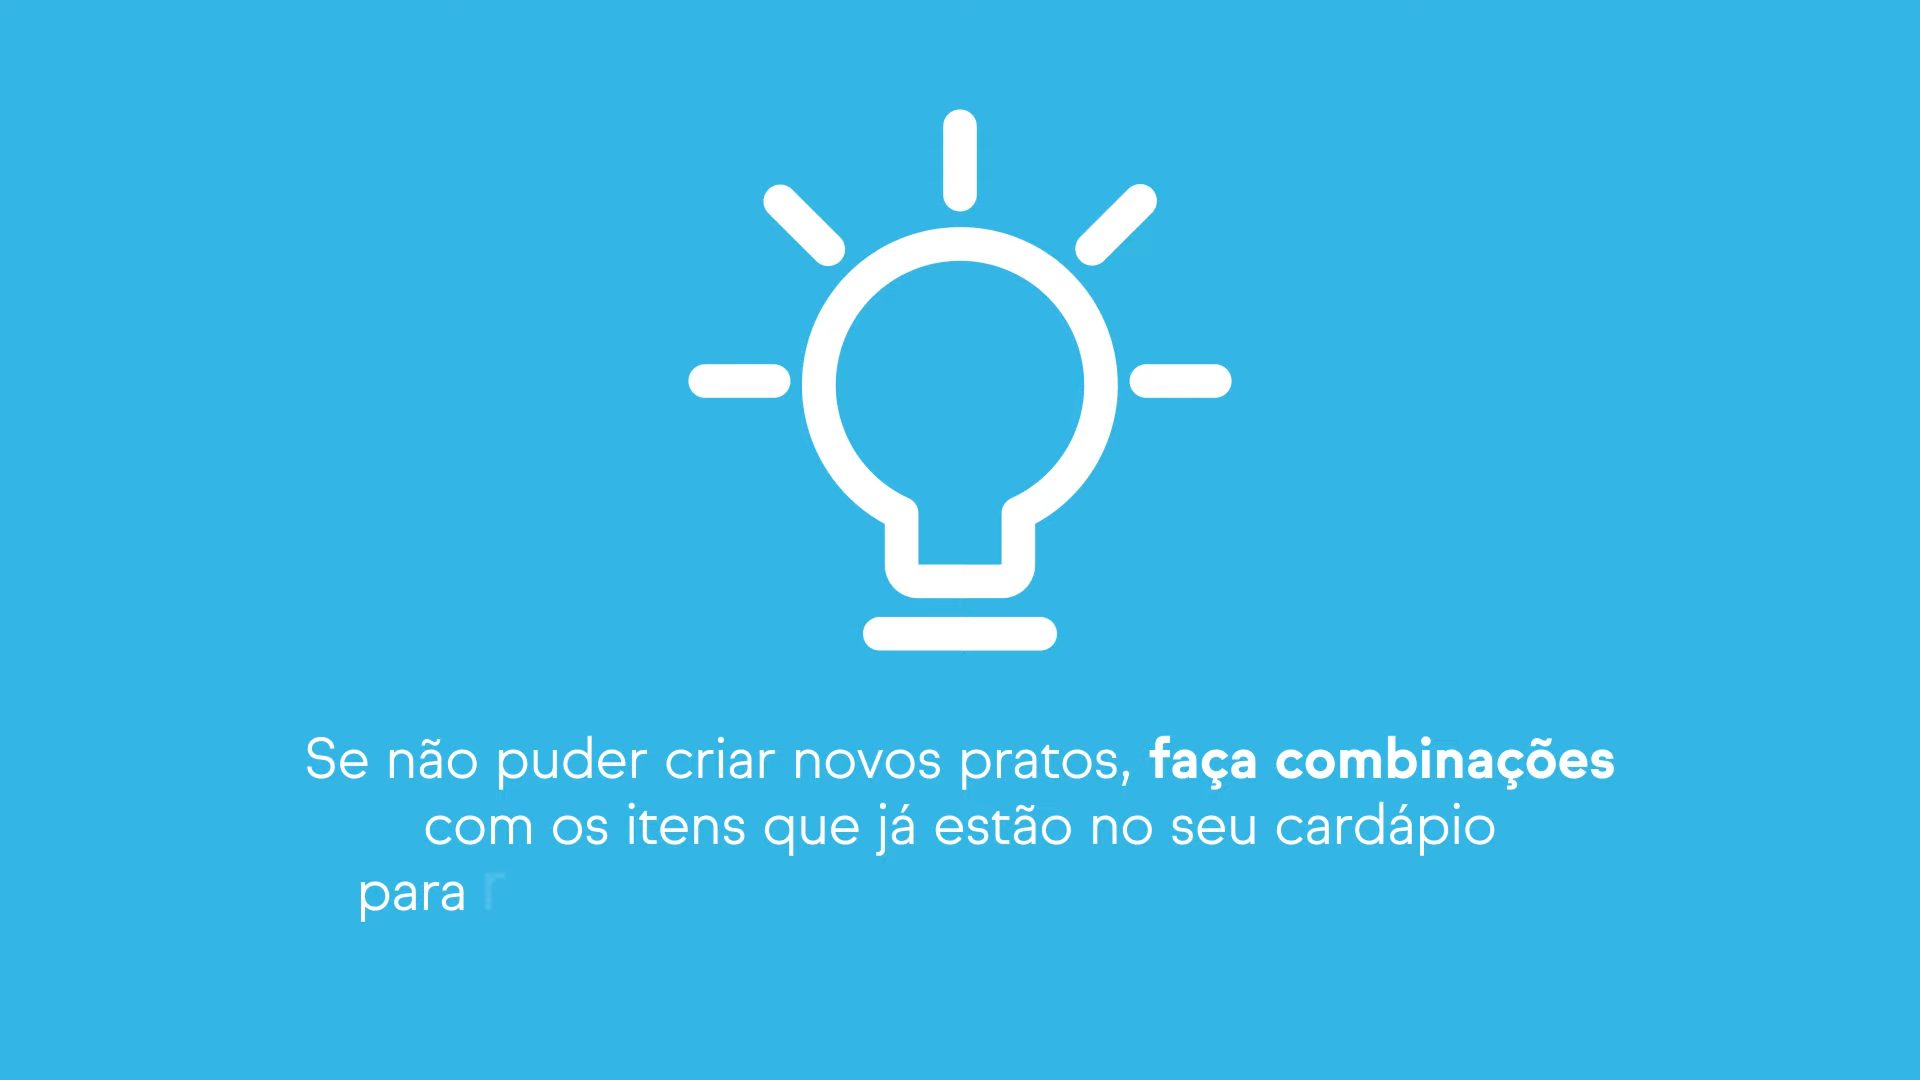 Se não puder criar novos pratos, faça combinações
com os itens que já estão no seu cardápio
para